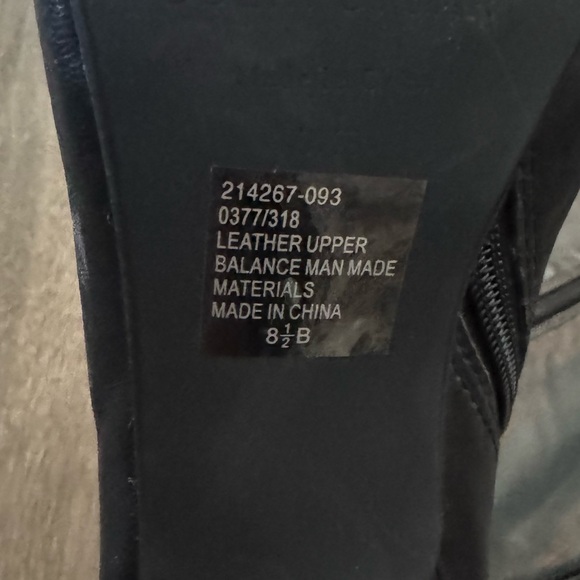 214267-093
0377/318
LEATHER UPPER
BALANCE MAN MADE
MATERIALS
MADE IN CHINA
8½B